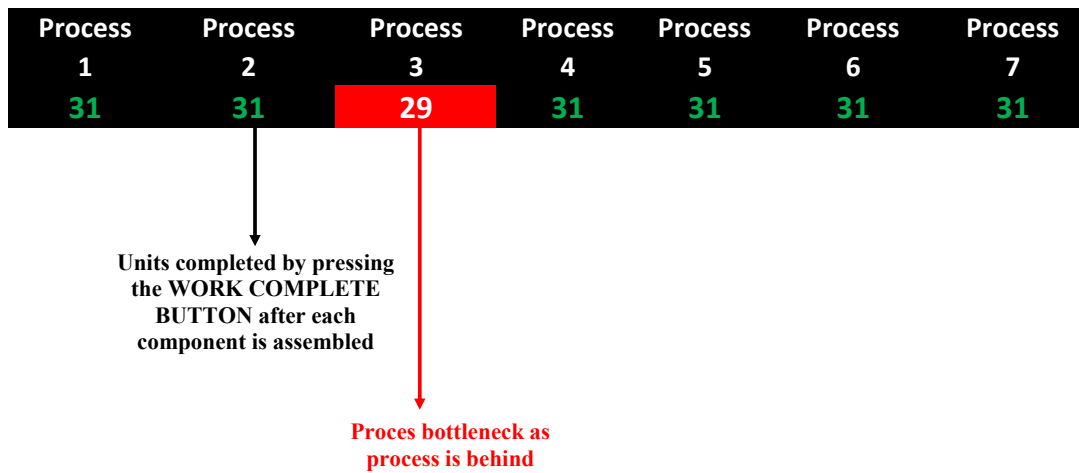 Process Process Process Process Process Process Process
1 2 3 4 5 6 7
31 31 29 31 31 31 31
Units completed by pressing
the WORK COMPLETE
BUTTON after each
component is assembled
Proces bottleneck as
process is behind